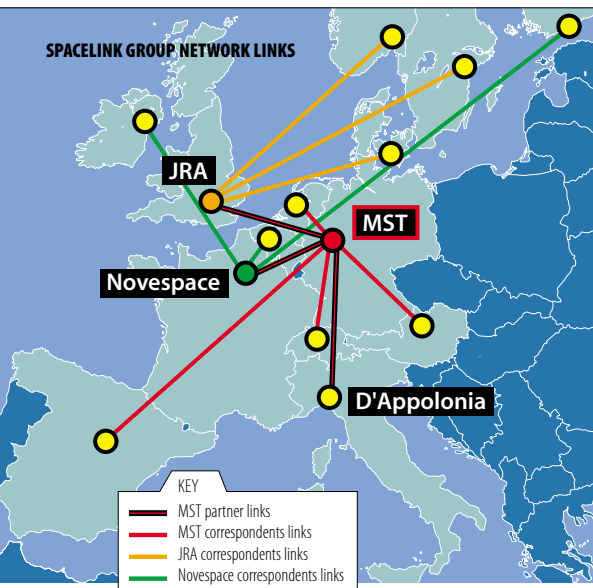 SPACELINK GROUP NETWORK LINKS
JRA
MST
Novespace
D'Appolonia
KEY
MST partner links
MST correspondents links
JRA correspondents links
Novespace correspondents links